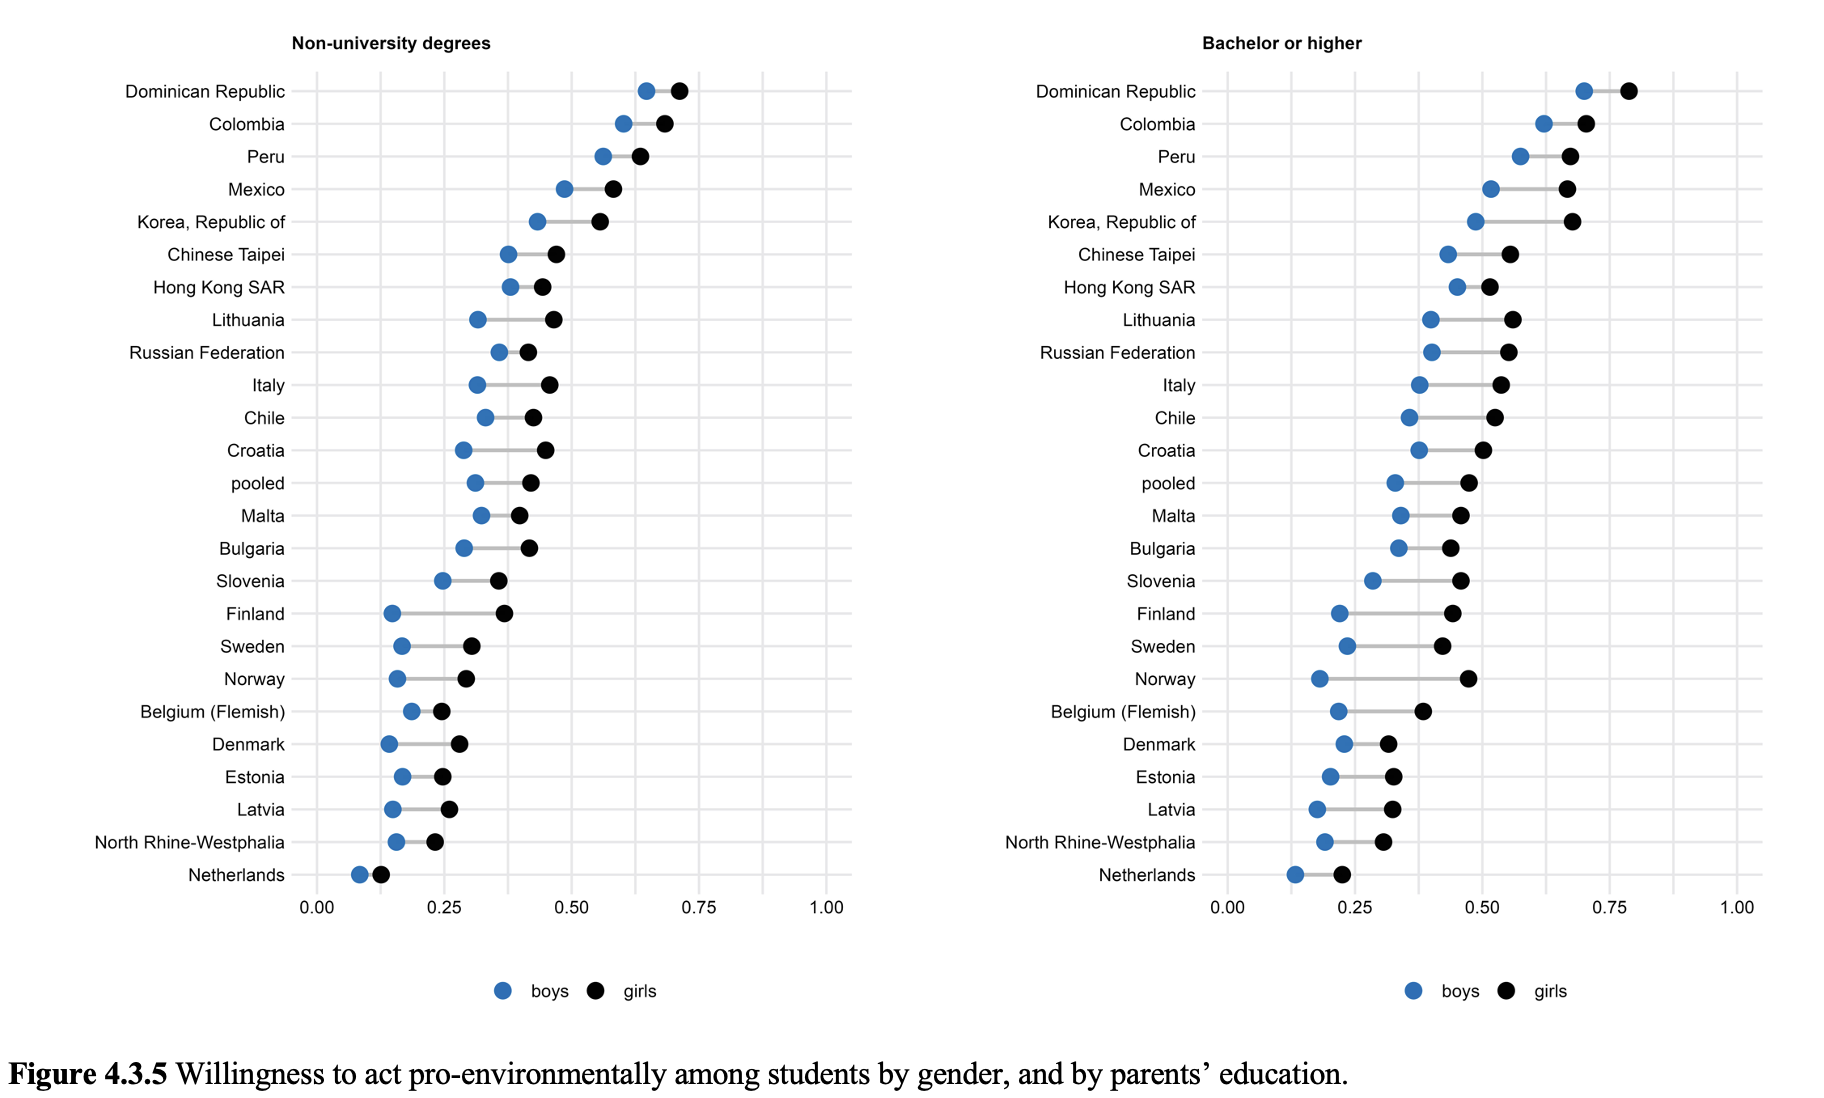 Non-university degrees
Dominican Republic
Colombia
Peru
Mexico
Korea, Republic of
Chinese Taipei
Hong Kong SAR
Lithuania
Russian Federation
Italy
Chile
Croatia
pooled
Malta
Bulgaria
Slovenia
Finland
Sweden
Norway
Belgium (Flemish)
Denmark
Estonia
Latvia
North Rhine-Westphalia
Netherlands
0.00 0.25 0.50 0.75 1.00
boys girls
Bachelor or higher
Dominican Republic
Colombia
Peru
Mexico
Korea, Republic of
Chinese Taipei
Hong Kong SAR
Lithuania
Russian Federation
Italy
Chile
Croatia
pooled
Malta
Bulgaria
Slovenia
Finland
Sweden
Norway
Belgium (Flemish)
Denmark
Estonia
Latvia
North Rhine-Westphalia
Netherlands
0.00 0.25 0.50 0.75 1.00
boys girls
Figure 4.3.5 Willingness to act pro-environmentally among students by gender, and by parents’ education.